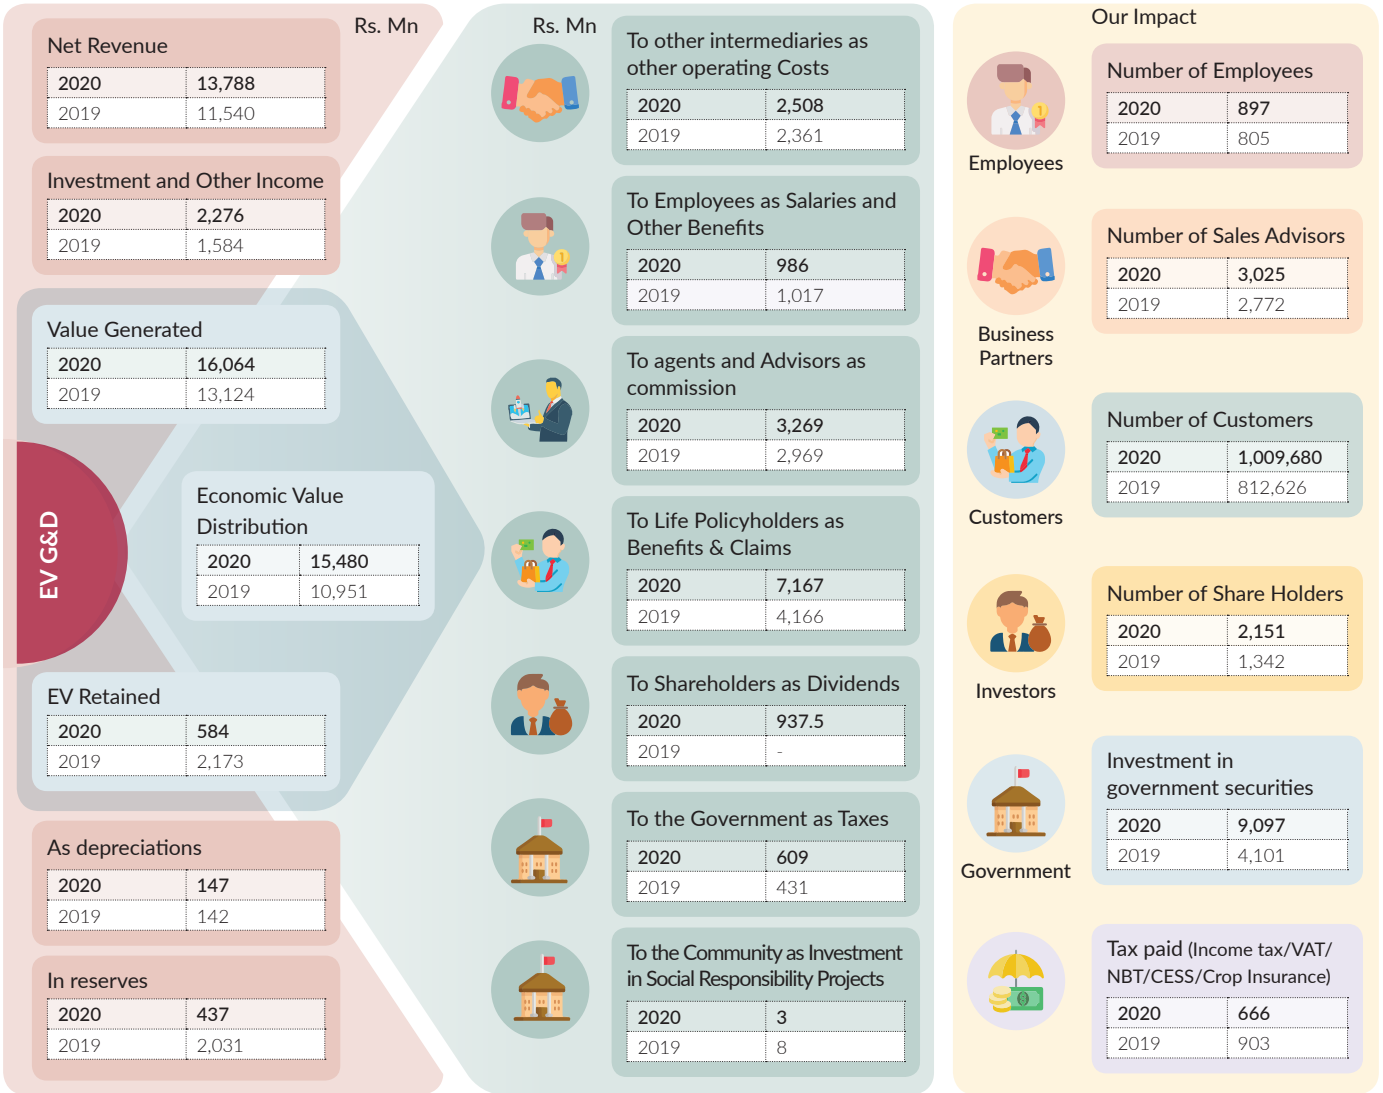 Rs. Mn
Net Revenue
2020 13,788
2019 11,540
Investment and Other Income
2020 2,276
2019 1,584
Value Generated
2020 16,064
2019 13,124
EV G&D
Economic Value
Distribution
2020 15,480
2019 10,951
EV Retained
2020 584
2019 2,173
As depreciations
2020 147
2019 142
In reserves
2020 437
2019 2,031
Rs. Mn
To other intermediaries as
other operating Costs
2020 2,508
2019 2,361
To Employees as Salaries and
Other Benefits
2020 986
2019 1,017
To agents and Advisors as
commission
2020 3,269
2019 2,969
To Life Policyholders as
Benefits & Claims
2020 7,167
2019 4,166
To Shareholders as Dividends
2020 937.5
2019 -
To the Government as Taxes
2020 609
2019 431
To the Community as Investment
in Social Responsibility Projects
2020 3
2019 8
Our Impact
Employees
Number of Employees
2020 897
2019 805
Business
Partners
Number of Sales Advisors
2020 3,025
2019 2,772
Customers
Number of Customers
2020 1,009,680
2019 812,626
Investors
Number of Share Holders
2020 2,151
2019 1,342
Government
Investment in
government securities
2020 9,097
2019 4,101
Tax paid (Income tax/VAT/
NBT/CESS/Crop Insurance)
2020 666
2019 903